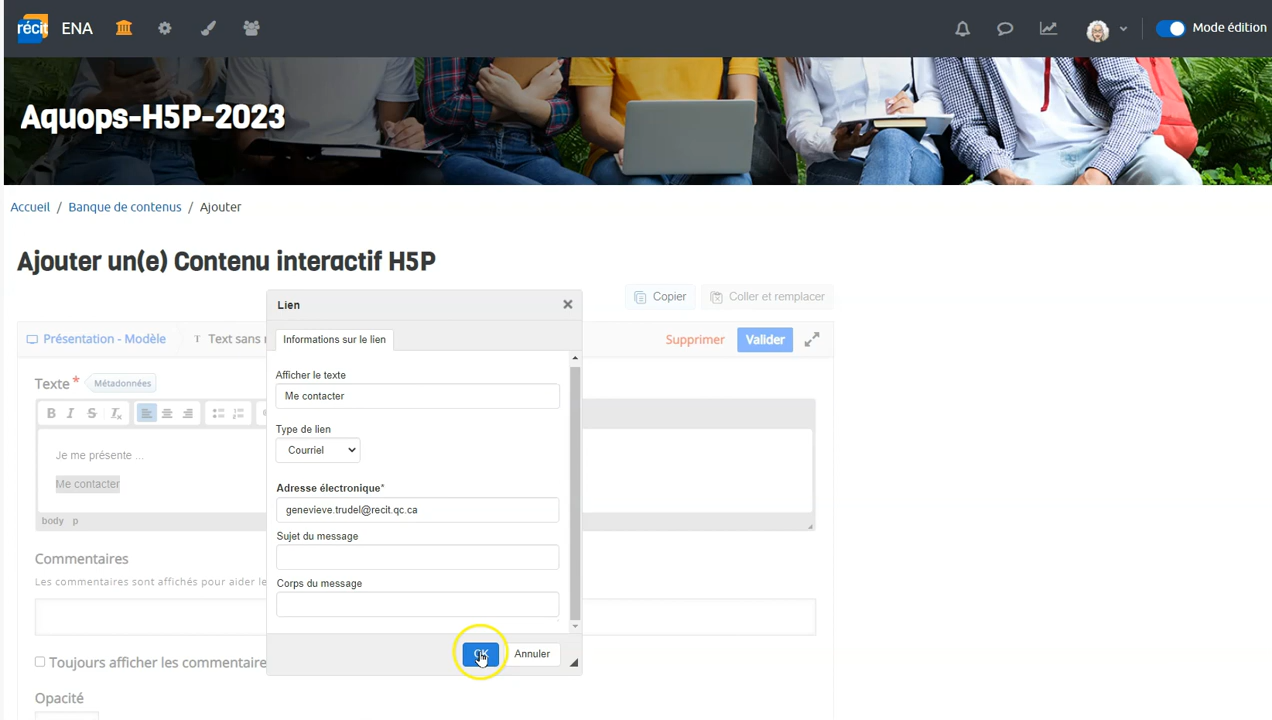 récit ENA Mode édition
Aquops-H5P-2023
Accueil / Banque de contenus / Ajouter
Ajouter un(e) Contenu interactif H5P
Copier Coller et remplacer
Lien
Présentation - Modèle T Text sans
Supprimer Valider
Informations sur le lien
Texte* Métadonnées
Afficher le texte
Me contacter
B I S Tx
Type de lien
Courriel
Je me présente ...
Me contacter
Adresse électronique*
genevieve.trudel@recit.qc.ca
body p
Sujet du message
Commentaires
Les commentaires sont affichés pour aider
Corps du message
OK Annuler
Toujours afficher les commentaire
Opacité